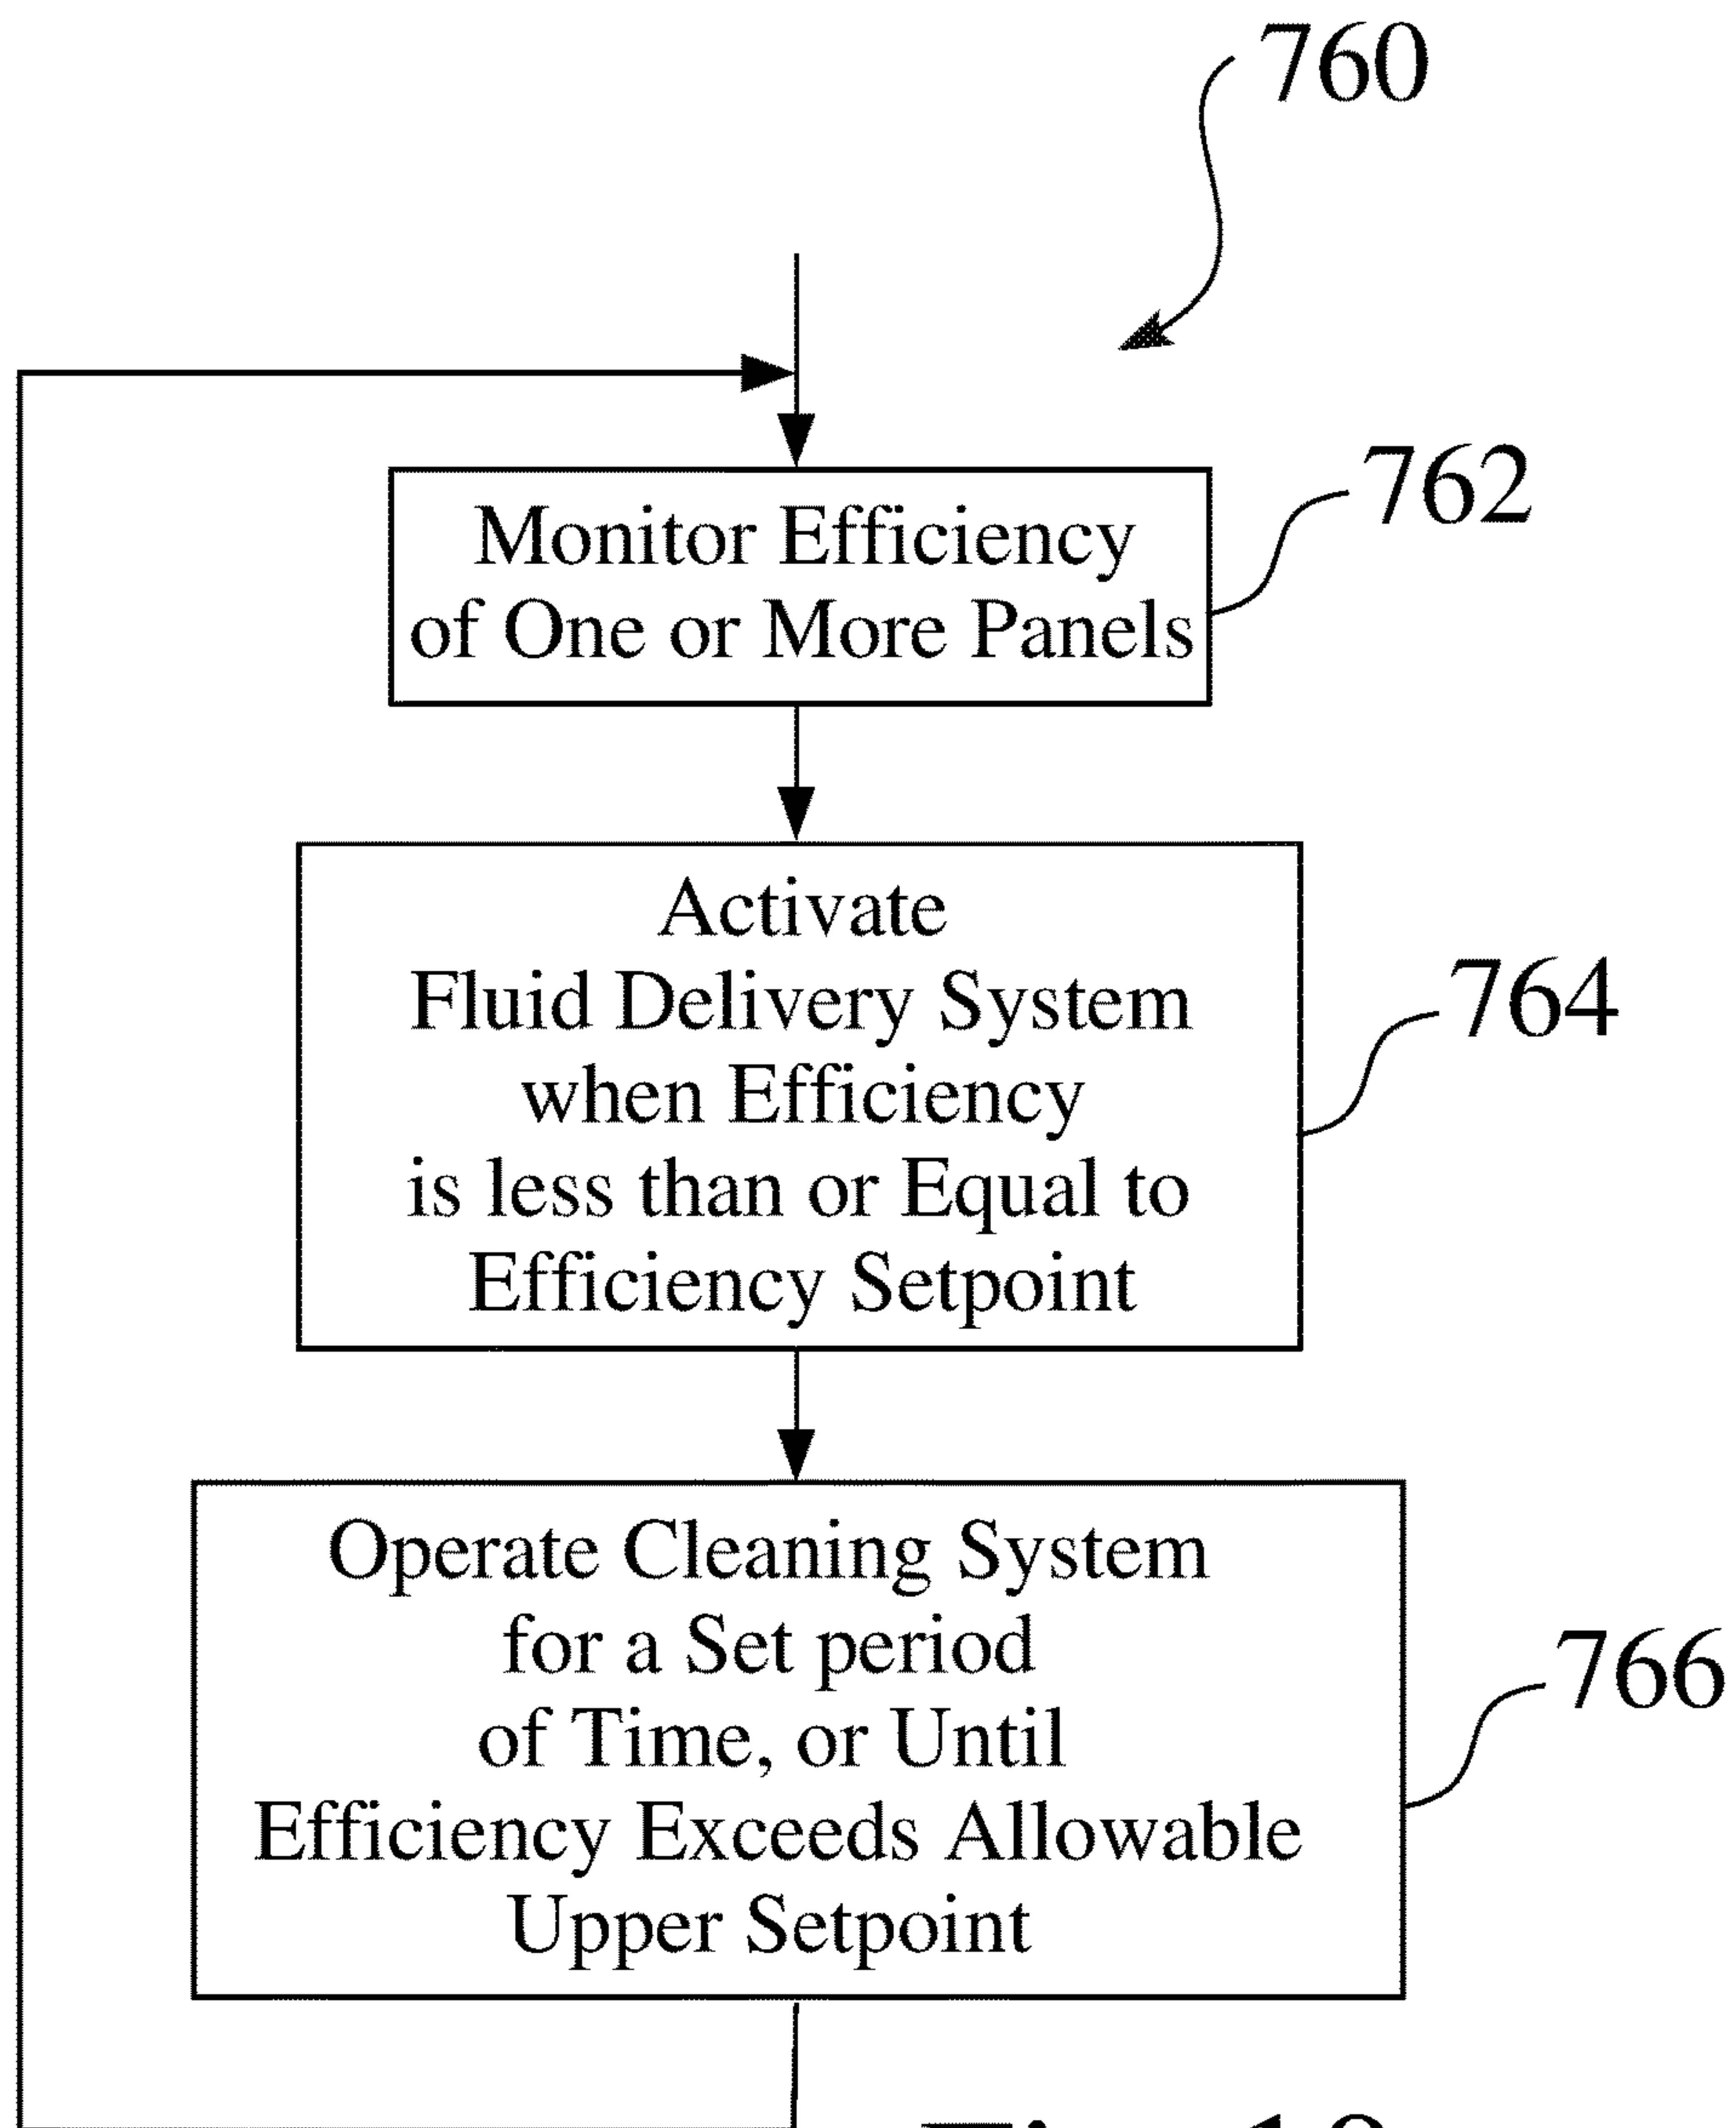 760
762
Monitor Efficiency
of One or More Panels
764
Activate
Fluid Delivery System
when Efficiency
is less than or Equal to
Efficiency Setpoint
766
Operate Cleaning System
for a Set period
of Time, or Until
Efficiency Exceeds Allowable
Upper Setpoint